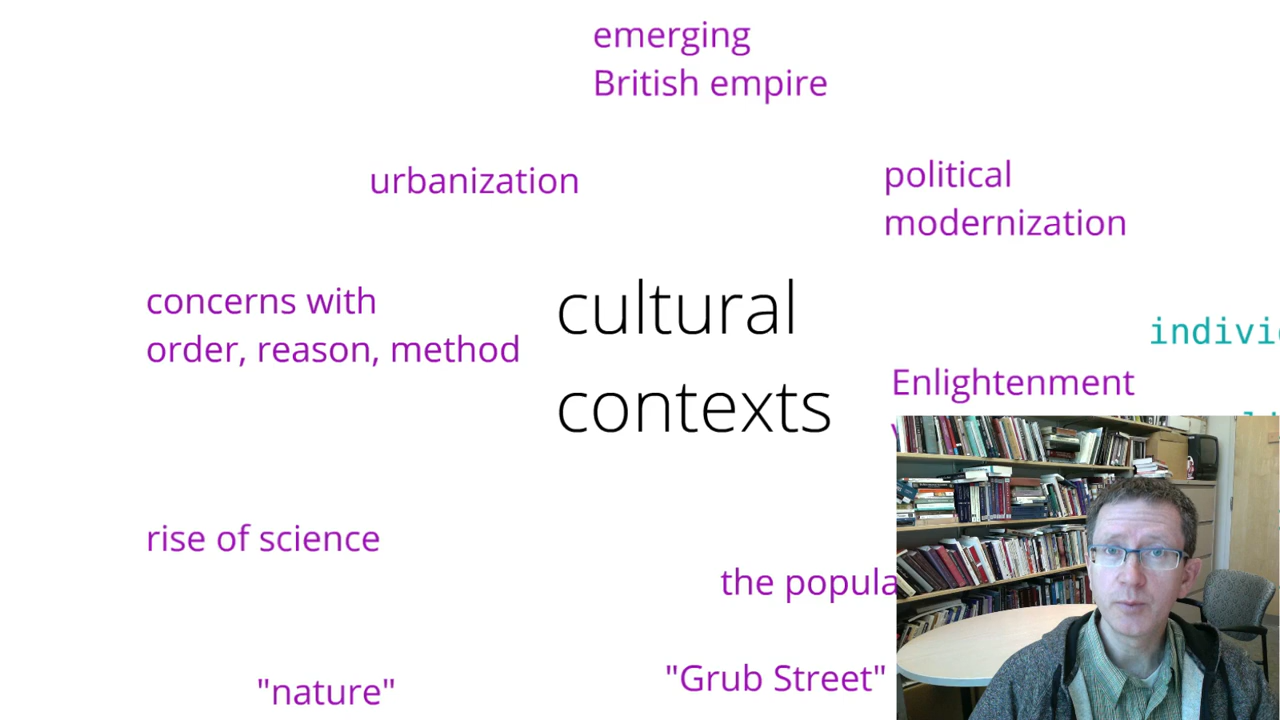 emerging
British empire
urbanization
political
modernization
cultural
contexts
concerns with
order, reason, method
Enlightenment
rise of science
the
"Grub Street"
"nature"